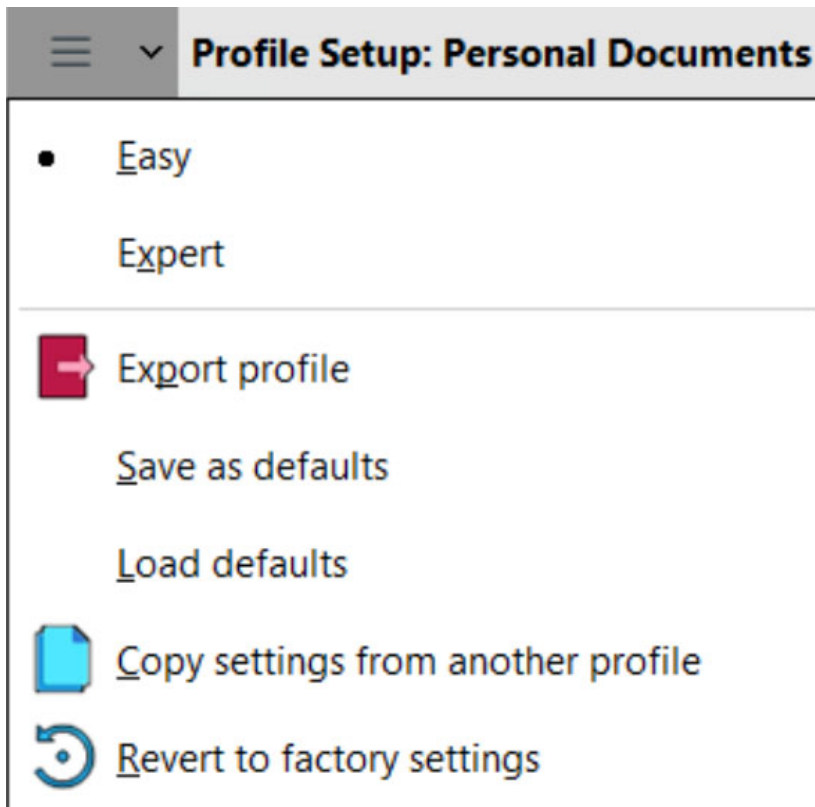 Profile Setup: Personal Documents
Easy
Expert
Export profile
Save as defaults
Load defaults
Copy settings from another profile
Revert to factory settings